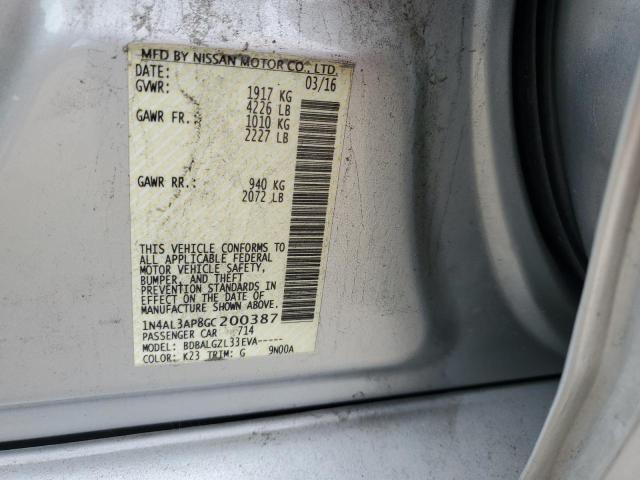 MFD BY NISSAN MOTOR CO., LTD.
DATE: 03/16
GVWR: 1917 KG
4226 LB
GAWR FR.: 1010 KG
2227 LB
GAWR RR.: 940 KG
2072 LB
THIS VEHICLE CONFORMS TO
ALL APPLICABLE FEDERAL
MOTOR VEHICLE SAFETY,
BUMPER, AND THEFT
PREVENTION STANDARDS IN
EFFECT ON THE DATE OF
MANUFACTURE SHOWN ABOVE.
1N4AL3AP8GC200387
PASSENGER CAR 714
MODEL: BDBALGZL33EVA-----
COLOR: K23 TRIM: G 9N00A